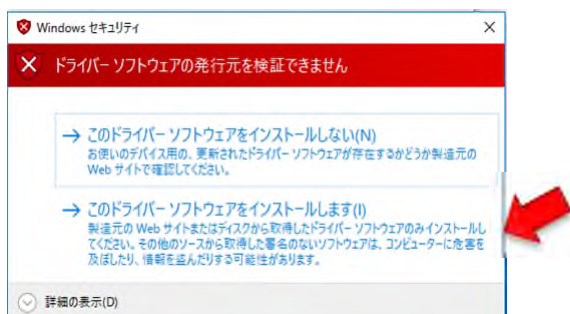 Windows セキュリティ
ドライバー ソフトウェアの発行元を検証できません
→ このドライバー ソフトウェアをインストールしない(N)
お使いのデバイス用の、更新されたドライバー ソフトウェアが存在するかどうか製造元の
Web サイトで確認してください。
→ このドライバー ソフトウェアをインストールします(I)
製造元の Web サイトまたはディスクから取得したドライバー ソフトウェアのみインストールし
てください。その他のソースから取得した署名のないソフトウェアは、コンピューターに危害を
及ぼしたり、情報を盗んだりする可能性があります。
詳細の表示(D)